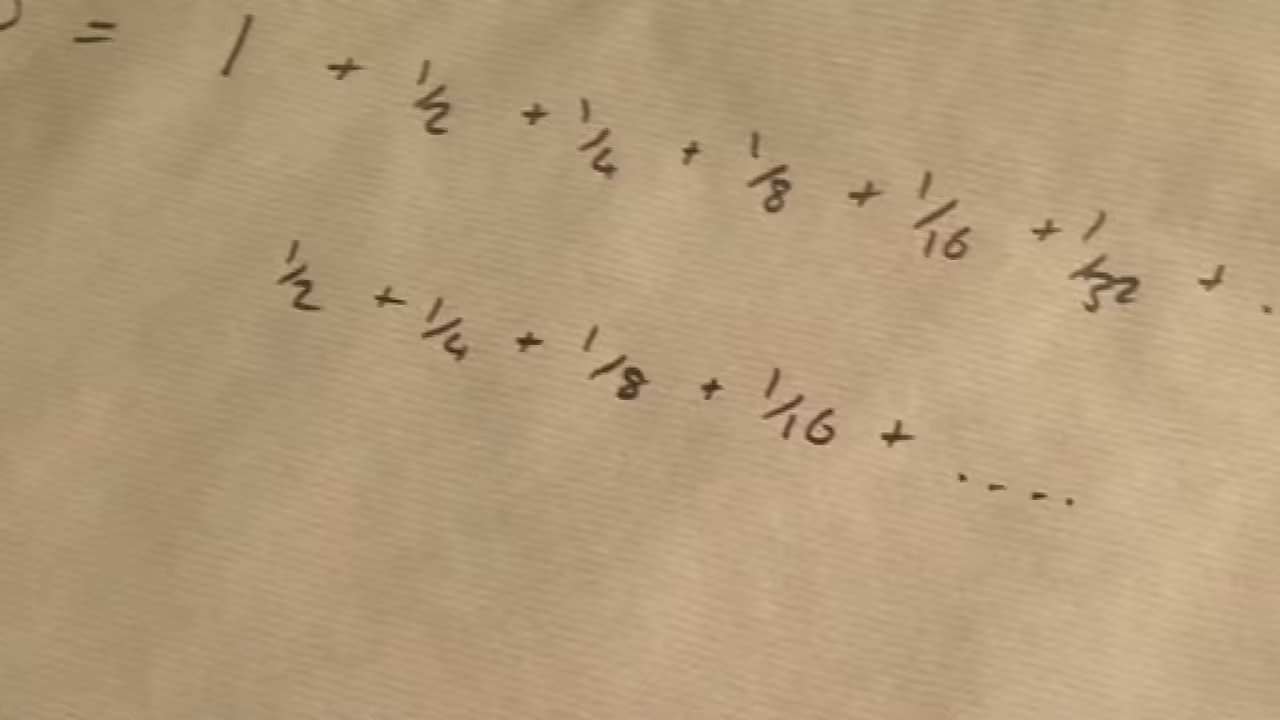 = 1 + 1/2 + 1/4 + 1/8 + 1/16 + 1/32 + .
1/2 + 1/4 + 1/8 + 1/16 + ....